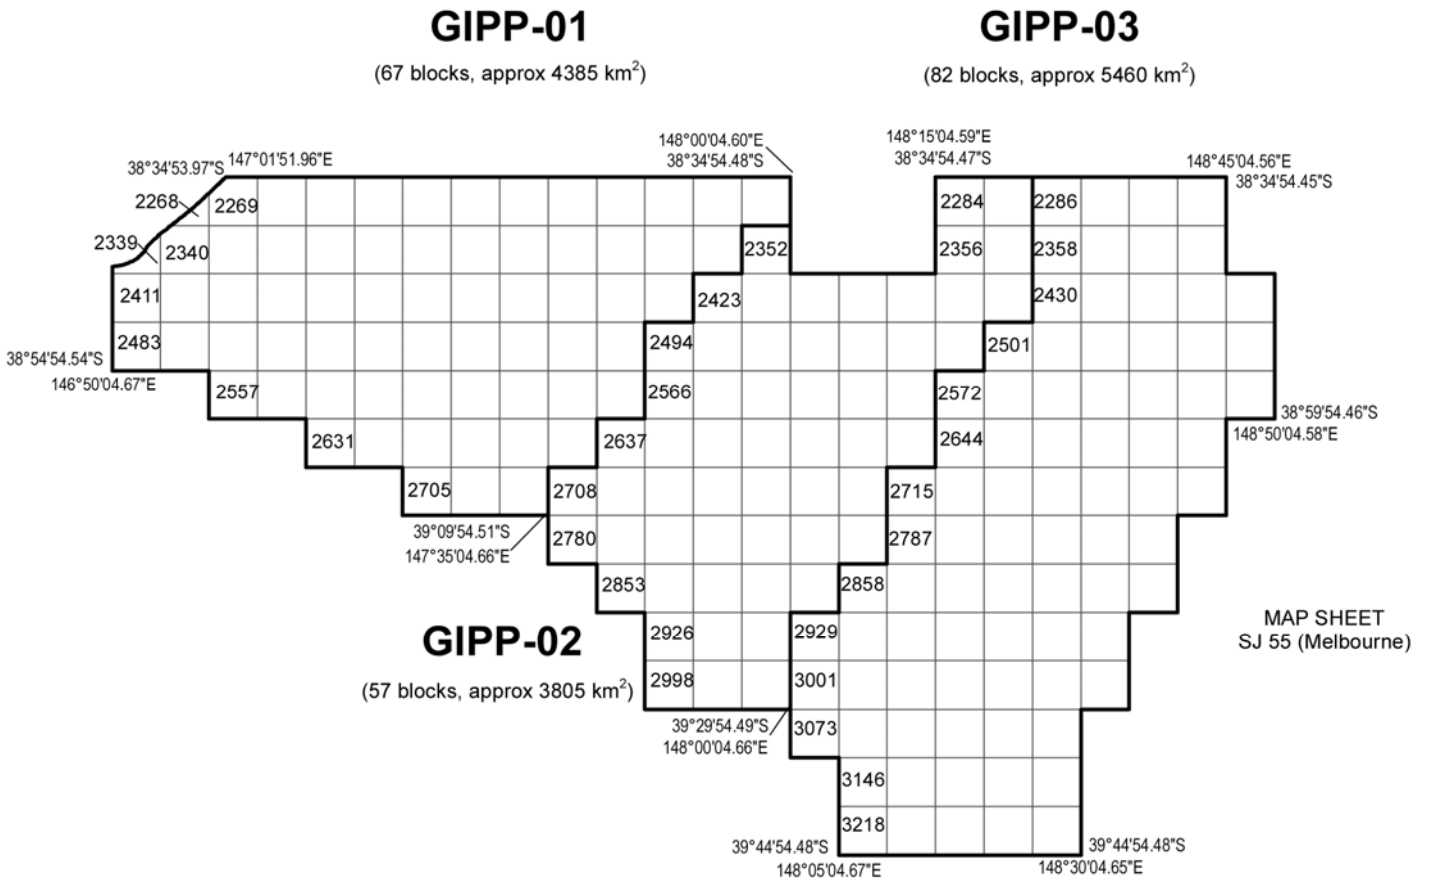 GIPP-01
(67 blocks, approx 4385 km²)
GIPP-03
(82 blocks, approx 5460 km²)
38°34'53.97"S
147°01'51.96"E
148°00'04.60"E
38°34'54.48"S
148°15'04.59"E
38°34'54.47"S
148°45'04.56"E
38°34'54.45"S
2268
2269
2284
2286
2339
2340
2352
2356
2358
2411
2423
2430
2483
2494
2501
38°54'54.54"S
146°50'04.67"E
2557
2566
2572
38°59'54.46"S
148°50'04.58"E
2631
2637
2644
2705
2708
2715
39°09'54.51"S
147°35'04.66"E
2780
2787
2853
2858
GIPP-02
(57 blocks, approx 3805 km²)
2926
2929
MAP SHEET
SJ 55 (Melbourne)
2998
3001
39°29'54.49"S
148°00'04.66"E
3073
3146
3218
39°44'54.48"S
148°05'04.67"E
39°44'54.48"S
148°30'04.65"E